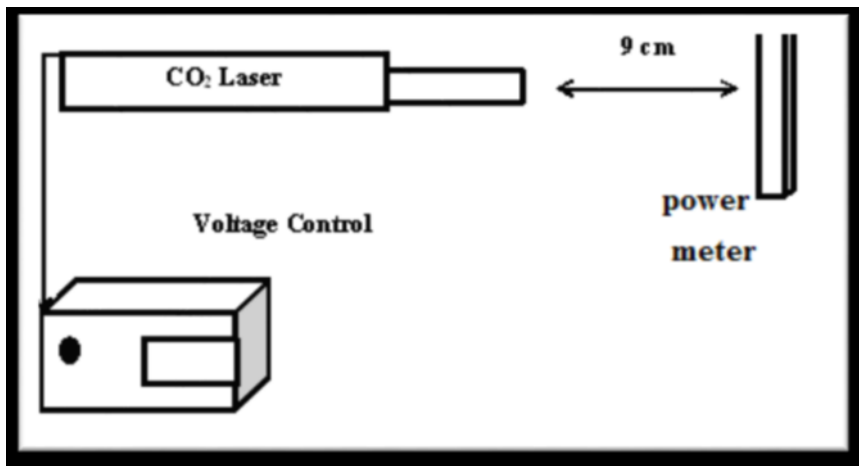 CO₂ Laser
9 cm
Voltage Control
power
meter